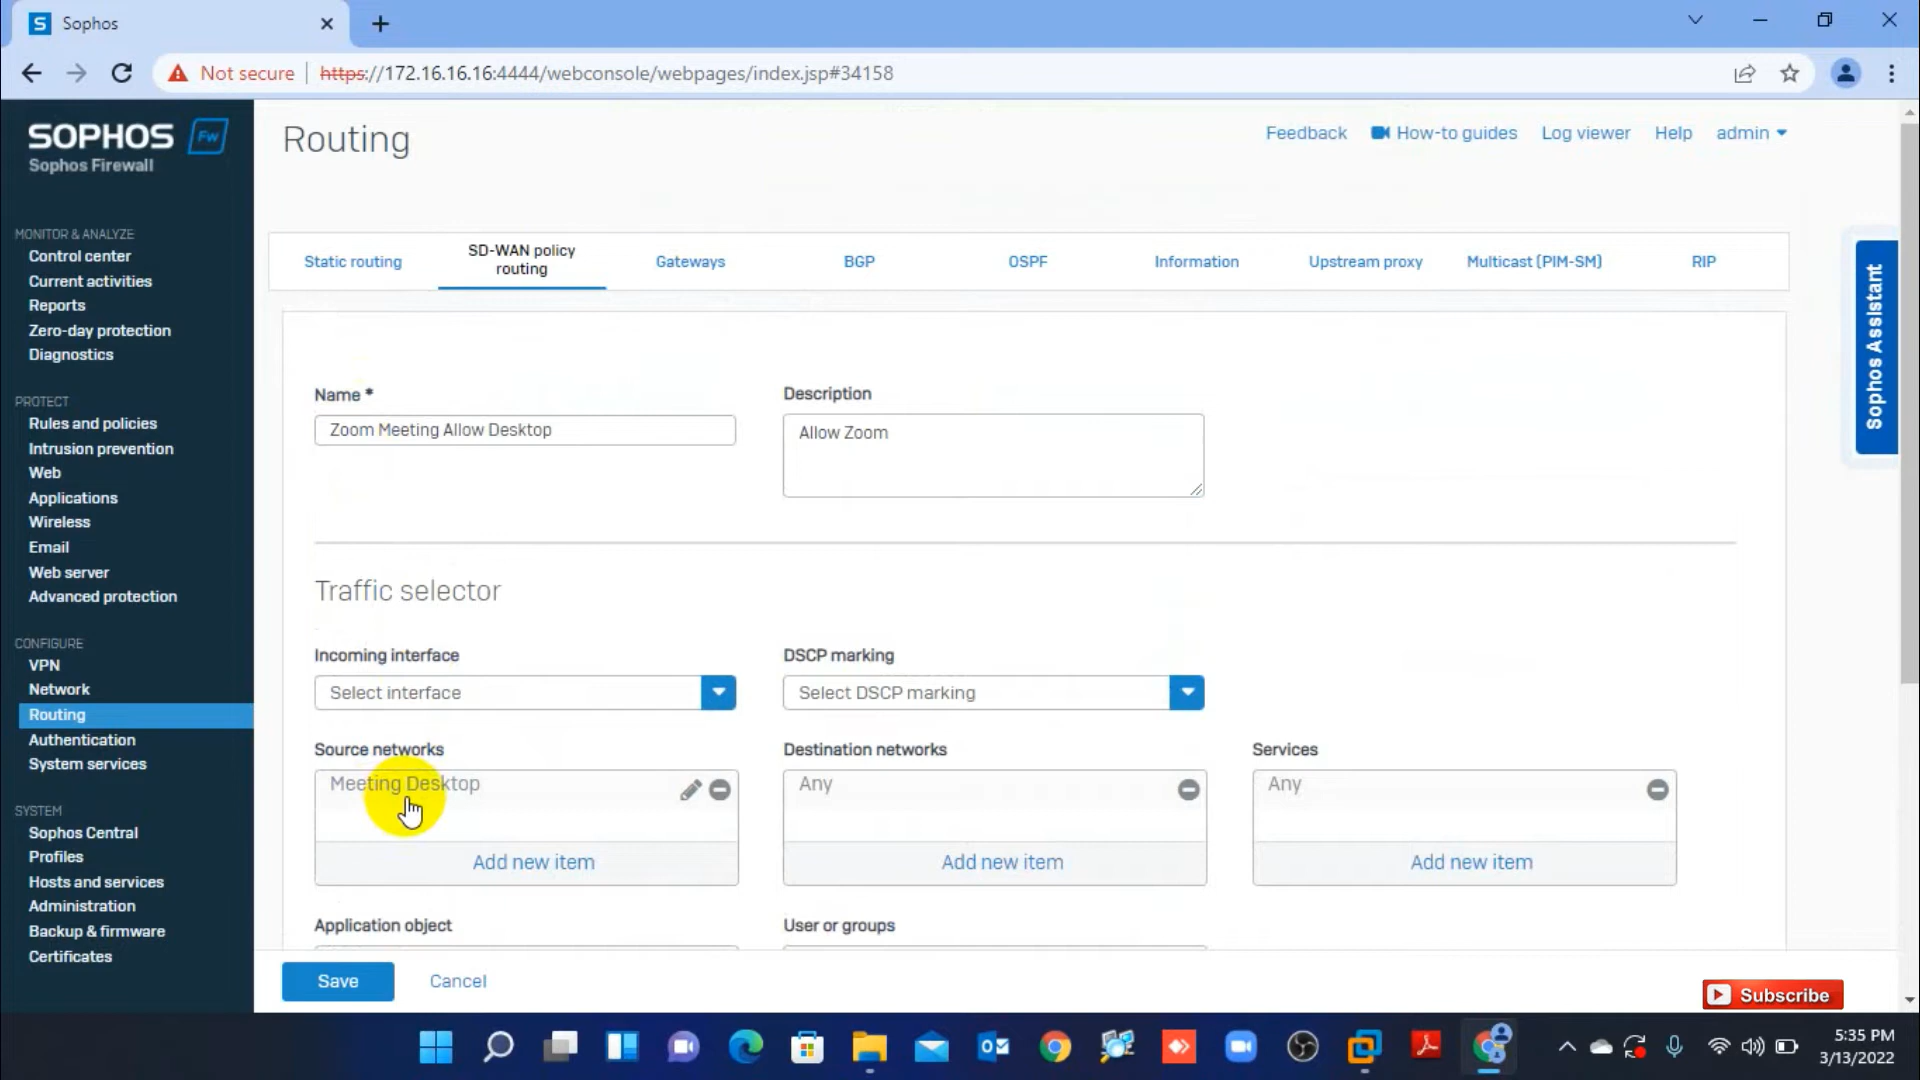 S Sophos
Not secure https://172.16.16.16:4444/webconsole/webpages/index.jsp#34158
SOPHOS Fw
Sophos Firewall
MONITOR & ANALYZE
Control center
Current activities
Reports
Zero-day protection
Diagnostics
PROTECT
Rules and policies
Intrusion prevention
Web
Applications
Wireless
Email
Web server
Advanced protection
CONFIGURE
VPN
Network
Routing
Authentication
System services
SYSTEM
Sophos Central
Profiles
Hosts and services
Administration
Backup & firmware
Certificates
Routing
Feedback How-to guides Log viewer Help admin
Static routing SD-WAN policy routing Gateways BGP OSPF Information Upstream proxy Multicast (PIM-SM) RIP
Sophos Assistant
Name * Description
Zoom Meeting Allow Desktop Allow Zoom
Traffic selector
Incoming interface DSCP marking
Select interface Select DSCP marking
Source networks Destination networks Services
Meeting Desktop Any Any
Add new item Add new item Add new item
Application object User or groups
Save Cancel
Subscribe
5:35 PM
3/13/2022